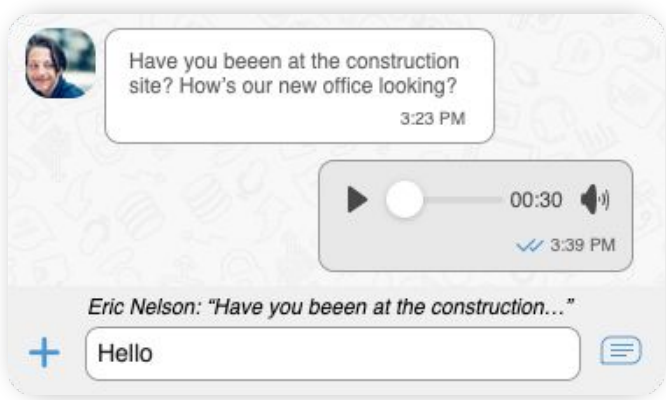 Have you beeen at the construction
site? How's our new office looking?
3:23 PM
00:30
3:39 PM
Eric Nelson: “Have you beeen at the construction…”
Hello